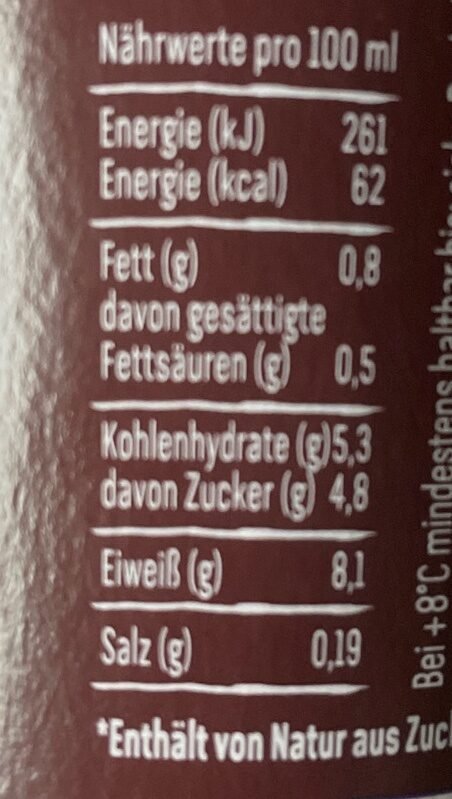 Nährwerte pro 100 ml
Energie (kJ) 261
Energie (kcal) 62
Fett (g) 0,8
davon gesättigte
Fettsäuren (g) 0,5
Kohlenhydrate (g) 5,3
davon Zucker (g) 4,8
Eiweiß (g) 8,1
Salz (g) 0,19
*Enthält von Natur aus
Bei +8°C mindestens haltbar